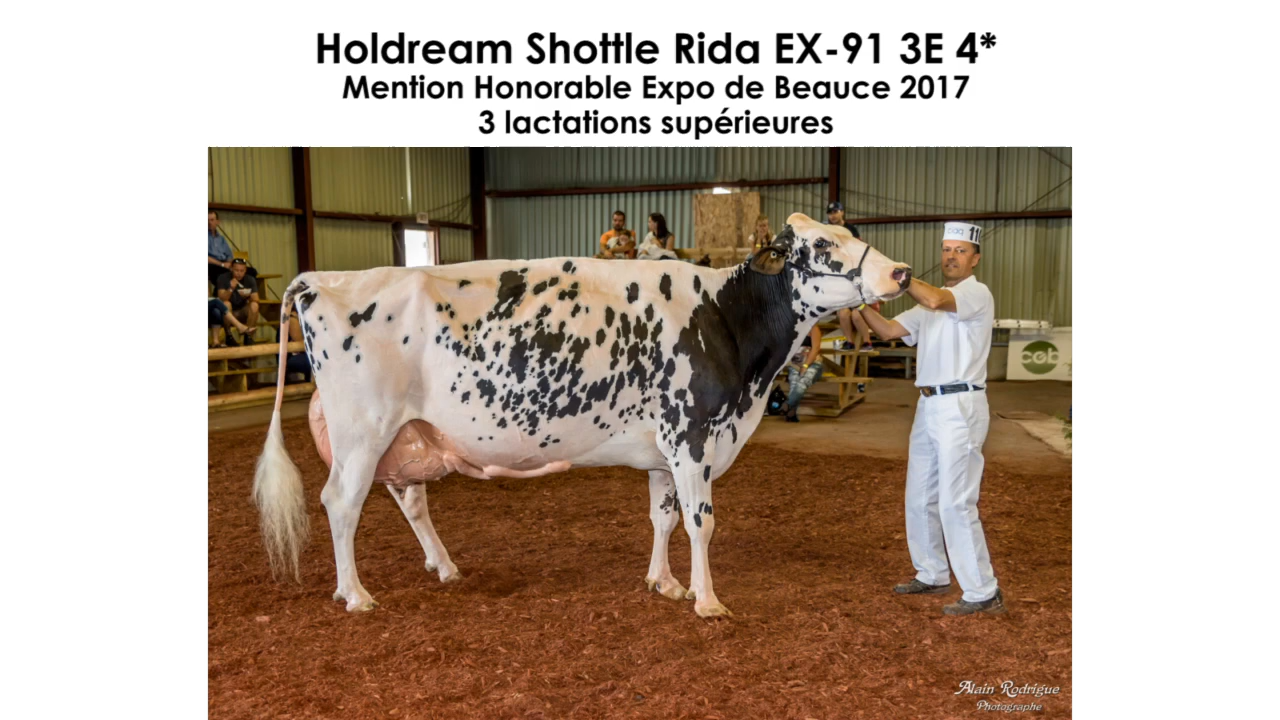 Holdream Shottle Rida EX-91 3E 4*
Mention Honorable Expo de Beauce 2017
3 lactations supérieures
110
Alain Rodrigue
Photographe